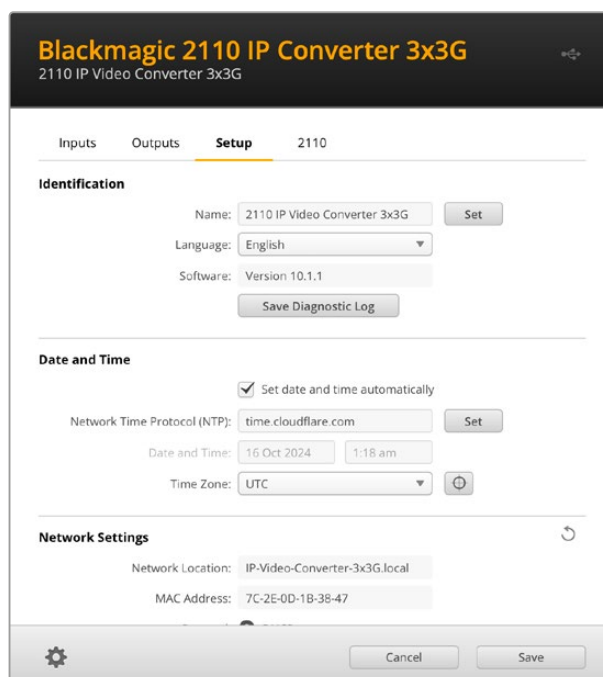 Blackmagic 2110 IP Converter 3x3G
2110 IP Video Converter 3x3G
Inputs Outputs Setup 2110
Identification
Name: 2110 IP Video Converter 3x3G Set
Language: English
Software: Version 10.1.1
Save Diagnostic Log
Date and Time
Set date and time automatically
Network Time Protocol (NTP): time.cloudflare.com Set
Date and Time: 16 Oct 2024 1:18 am
Time Zone: UTC
Network Settings
Network Location: IP-Video-Converter-3x3G.local
MAC Address: 7C-2E-0D-1B-38-47
Cancel Save